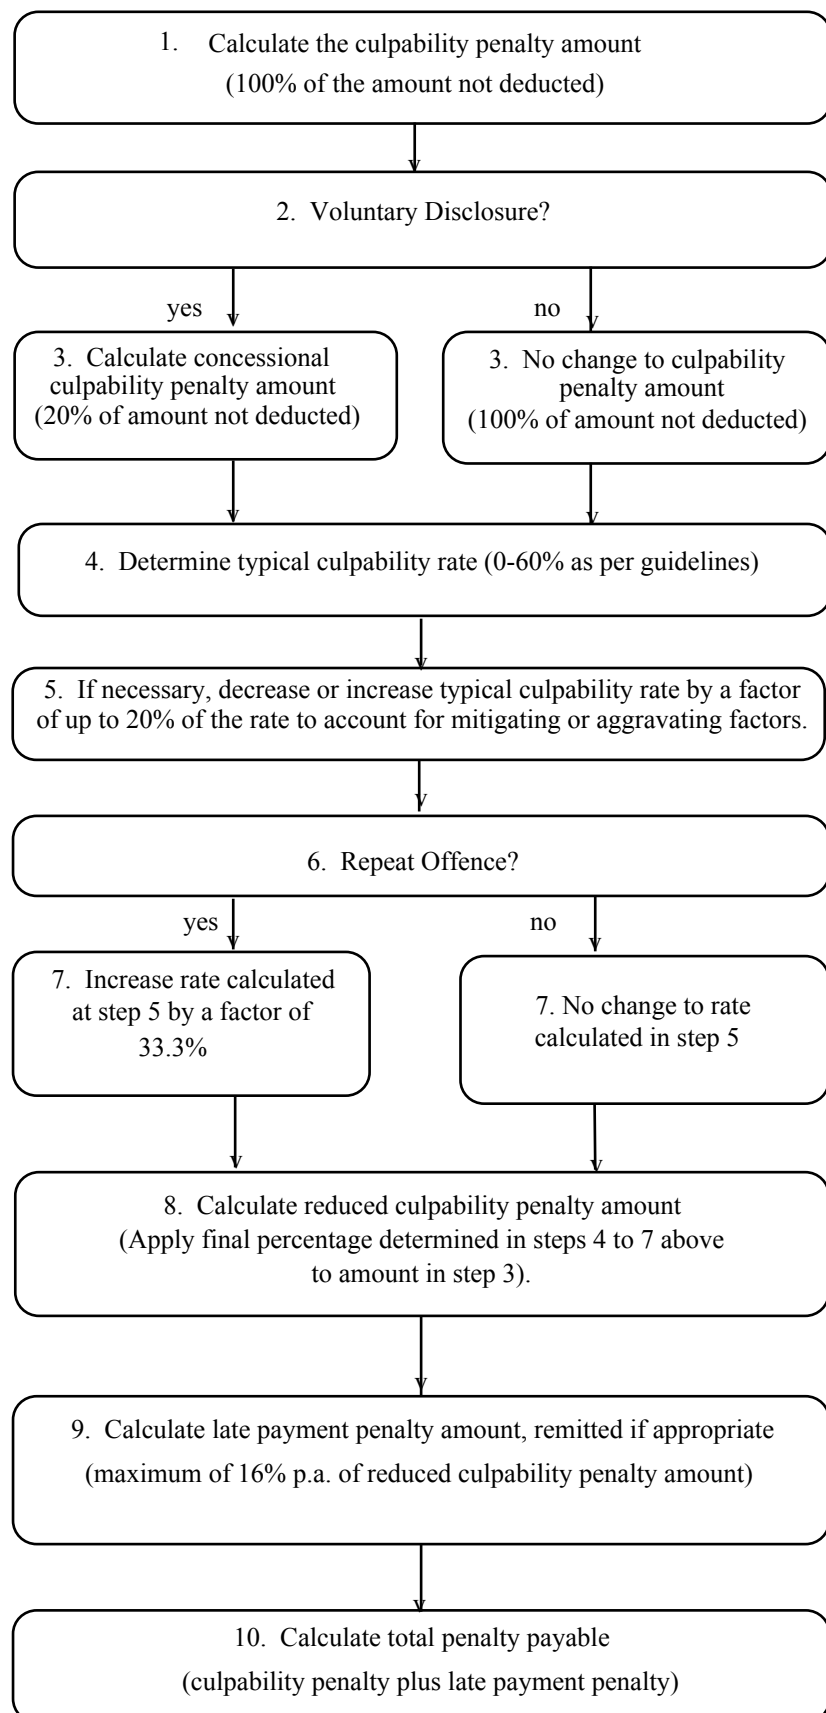 1. Calculate the culpability penalty amount
(100% of the amount not deducted)
2. Voluntary Disclosure?
yes
no
3. Calculate concessional
culpability penalty amount
(20% of amount not deducted)
3. No change to culpability
penalty amount
(100% of amount not deducted)
4. Determine typical culpability rate (0-60% as per guidelines)
5. If necessary, decrease or increase typical culpability rate by a factor
of up to 20% of the rate to account for mitigating or aggravating factors.
6. Repeat Offence?
yes
no
7. Increase rate calculated
at step 5 by a factor of
33.3%
7. No change to rate
calculated in step 5
8. Calculate reduced culpability penalty amount
(Apply final percentage determined in steps 4 to 7 above
to amount in step 3).
9. Calculate late payment penalty amount, remitted if appropriate
(maximum of 16% p.a. of reduced culpability penalty amount)
10. Calculate total penalty payable
(culpability penalty plus late payment penalty)